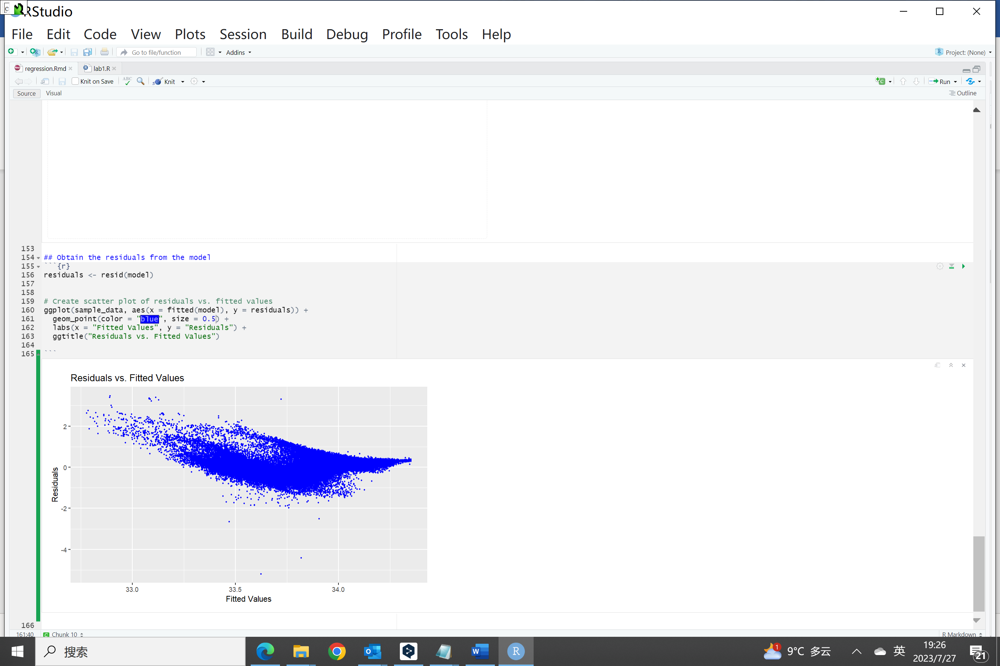 c
RStudio
File Edit Code View Plots Session Build Debug Profile Tools Help
Go to file/function Addins Project: (None)
regression.Rmd lab1.R
Knit on Save ABC Knit Run
Source Visual Outline
153
154 ## Obtain the residuals from the model
155 ```{r}
156 residuals <- resid(model)
157
158
159 # Create scatter plot of residuals vs. fitted values
160 ggplot(sample_data, aes(x = fitted(model), y = residuals)) +
161 geom_point(color = "blue", size = 0.5) +
162 labs(x = "Fitted Values", y = "Residuals") +
163 ggtitle("Residuals vs. Fitted Values")
164
165 ```
Residuals vs. Fitted Values
2
0
-2
-4
Residuals
33.0 33.5 34.0
Fitted Values
166
161:40 C Chunk 10 R Markdown
搜索
1 9°C 多云
英
19:26
2023/7/27
21